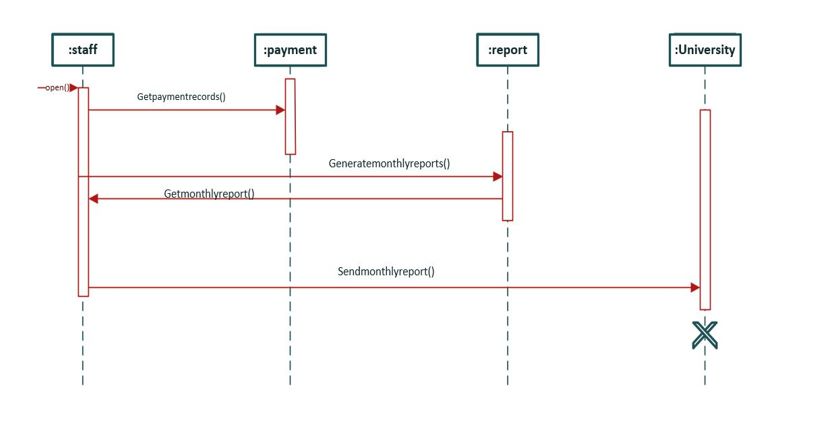 :staff
:payment
:report
:University
open()
Getpaymentrecords()
Generatemonthlyreports()
Getmonthlyreport()
Sendmonthlyreport()